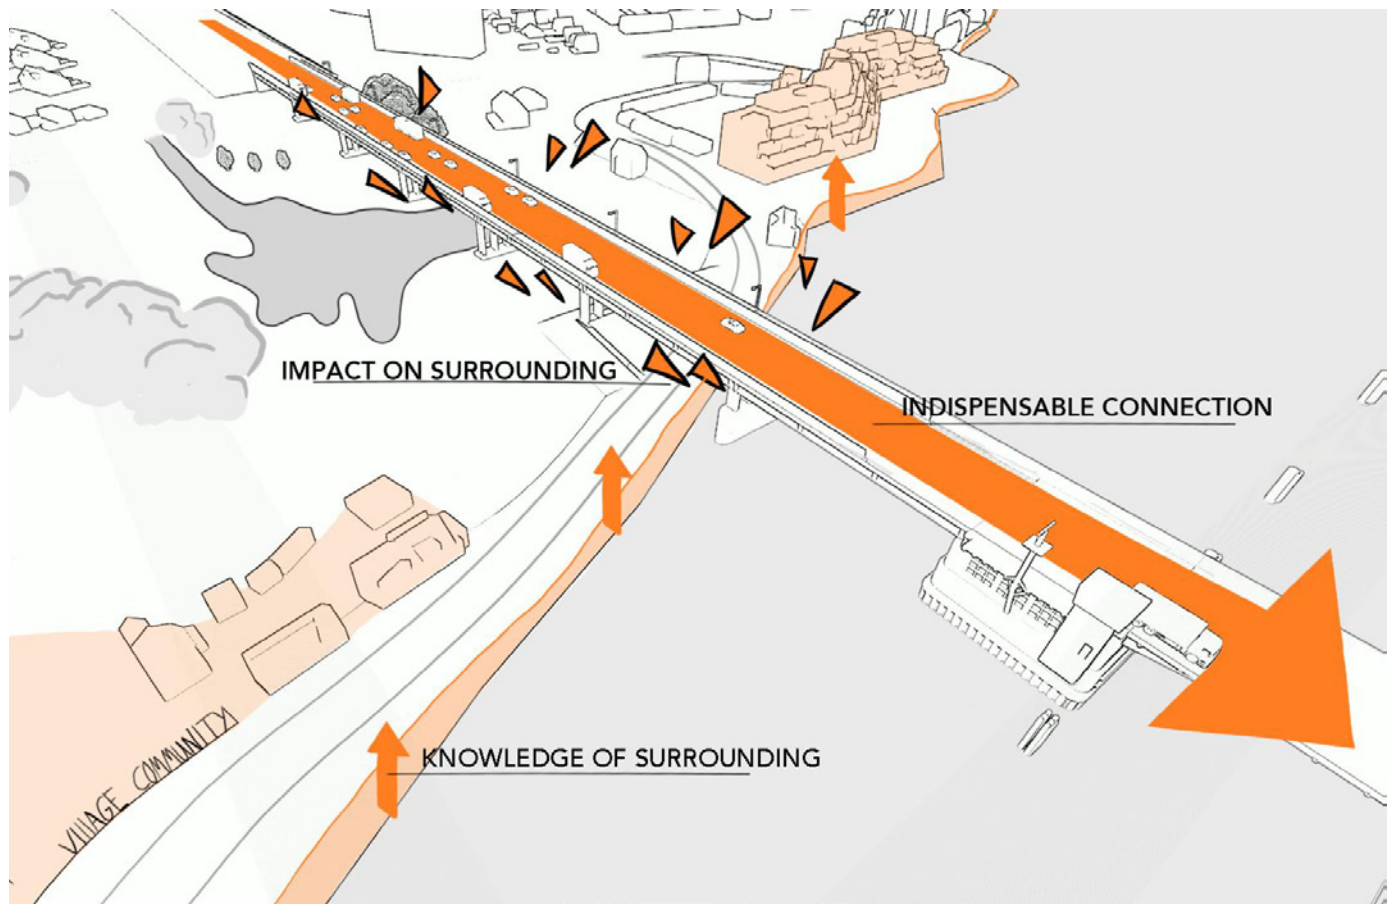 IMPACT ON SURROUNDING
INDISPENSABLE CONNECTION
VILLAGE COMMUNITY
KNOWLEDGE OF SURROUNDING